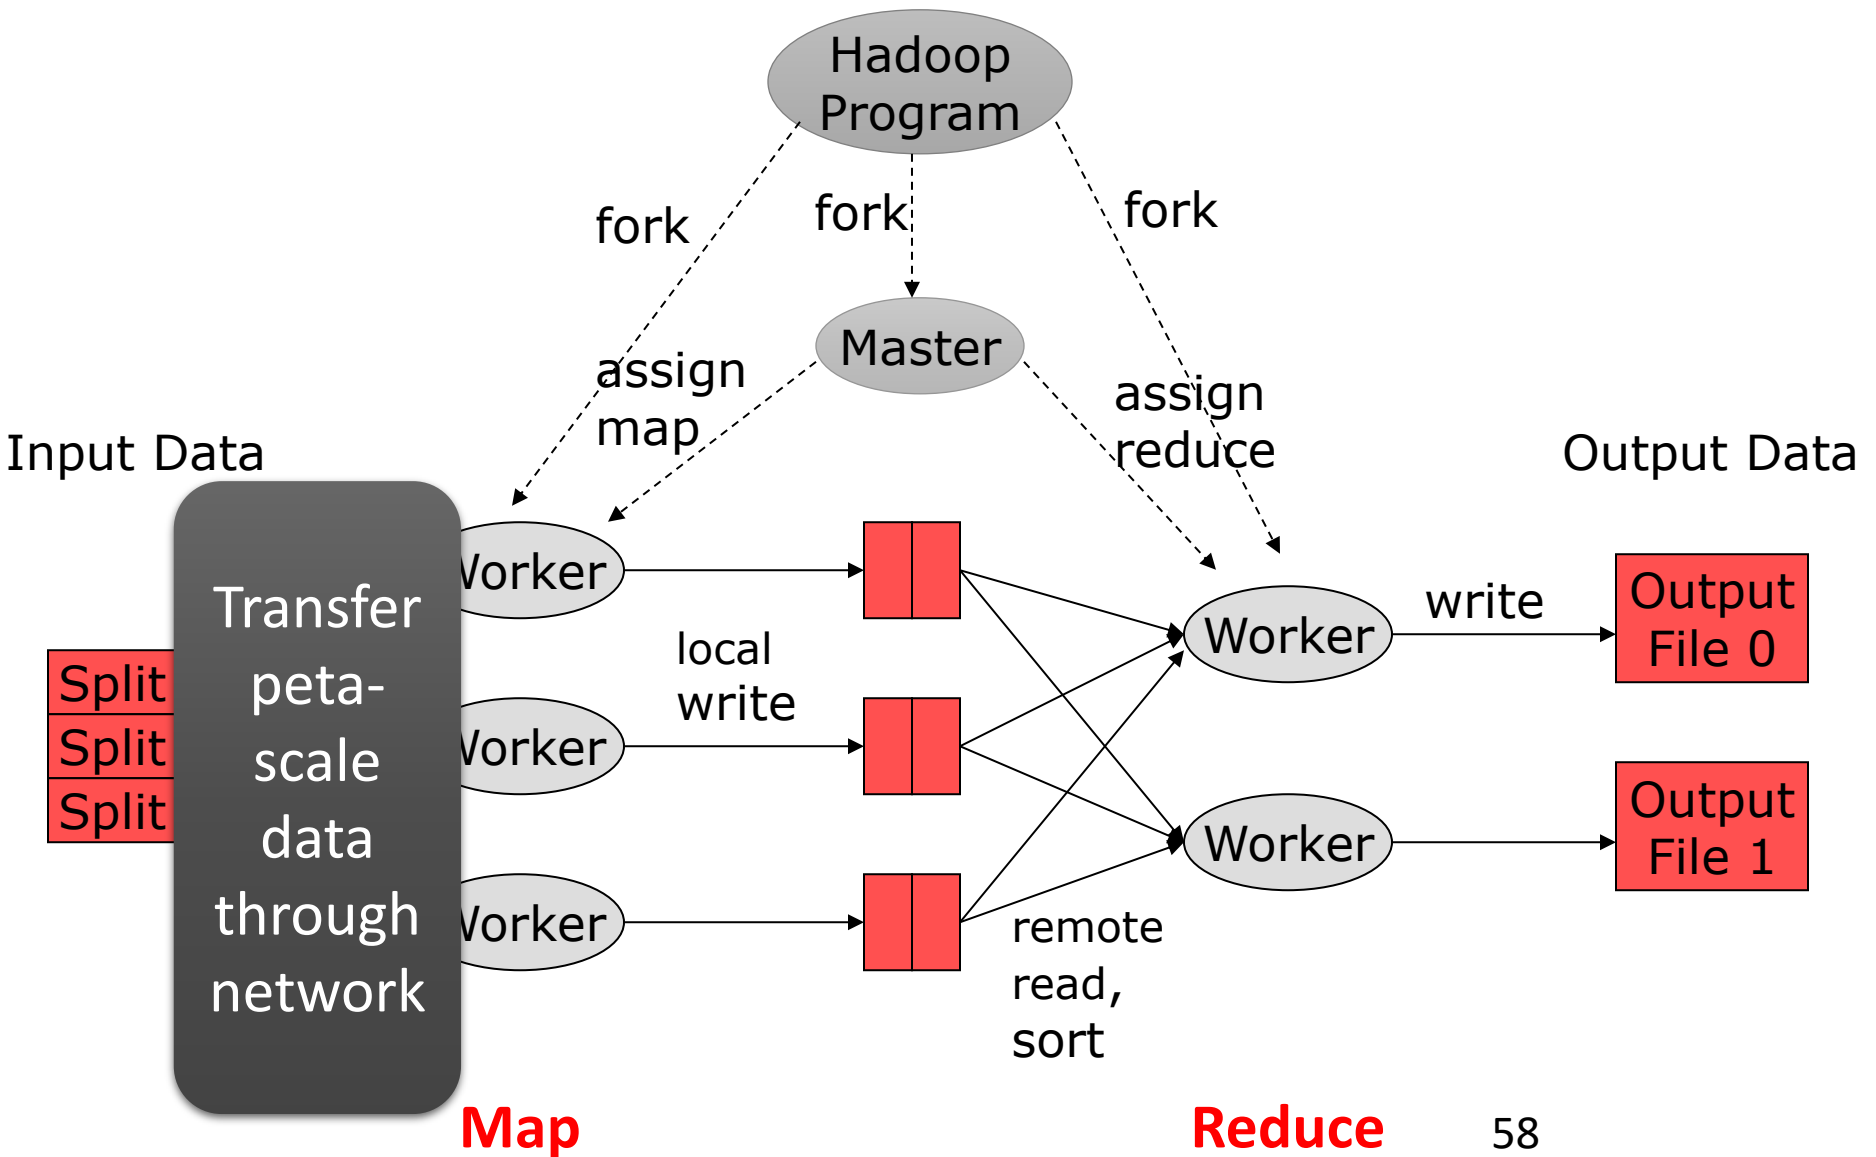 Hadoop
Program
fork
fork
fork
Master
assign
map
assign
reduce
Input Data
Output Data
Transfer
peta-
scale
data
through
network
Split
Split
Split
Worker
Worker
Worker
local
write
remote
read,
sort
Worker
Worker
write
Output
File 0
Output
File 1
Map
Reduce
58